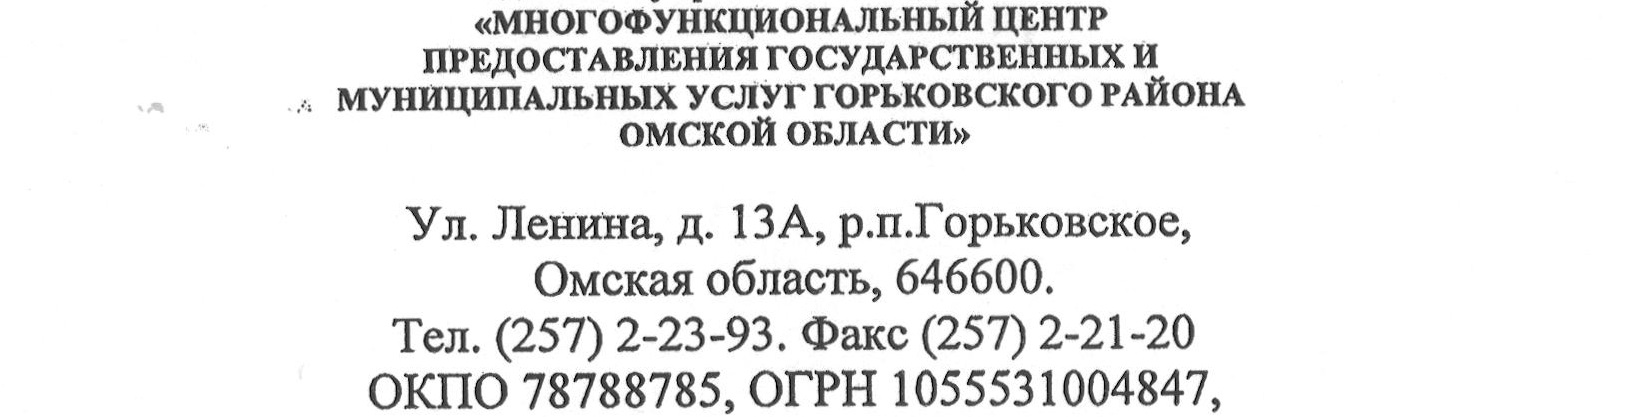 «МНОГОФУНКЦИОНАЛЬНЫЙ ЦЕНТР
ПРЕДОСТАВЛЕНИЯ ГОСУДАРСТВЕННЫХ И
МУНИЦИПАЛЬНЫХ УСЛУГ ГОРЬКОВСКОГО РАЙОНА
ОМСКОЙ ОБЛАСТИ»
Ул. Ленина, д. 13А, р.п.Горьковское,
Омская область, 646600.
Тел. (257) 2-23-93. Факс (257) 2-21-20
ОКПО 78788785, ОГРН 1055531004847,